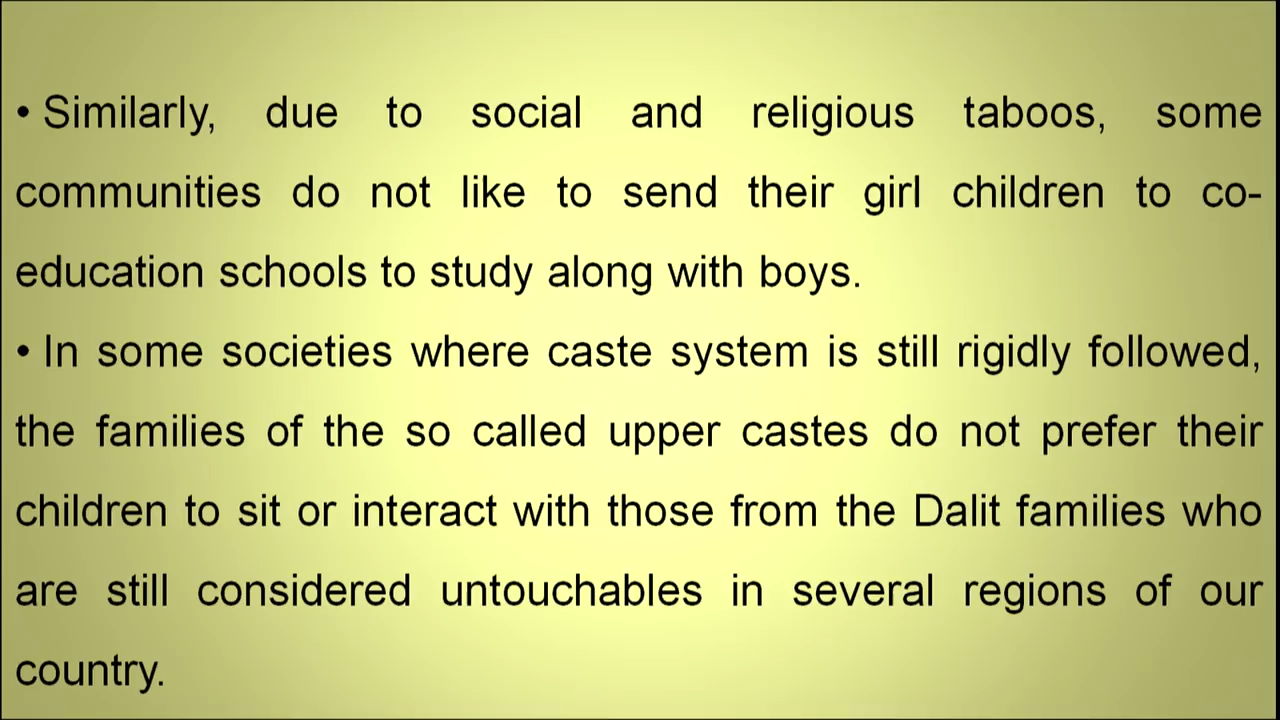 • Similarly, due to social and religious taboos, some
communities do not like to send their girl children to co-
education schools to study along with boys.
• In some societies where caste system is still rigidly followed,
the families of the so called upper castes do not prefer their
children to sit or interact with those from the Dalit families who
are still considered untouchables in several regions of our
country.